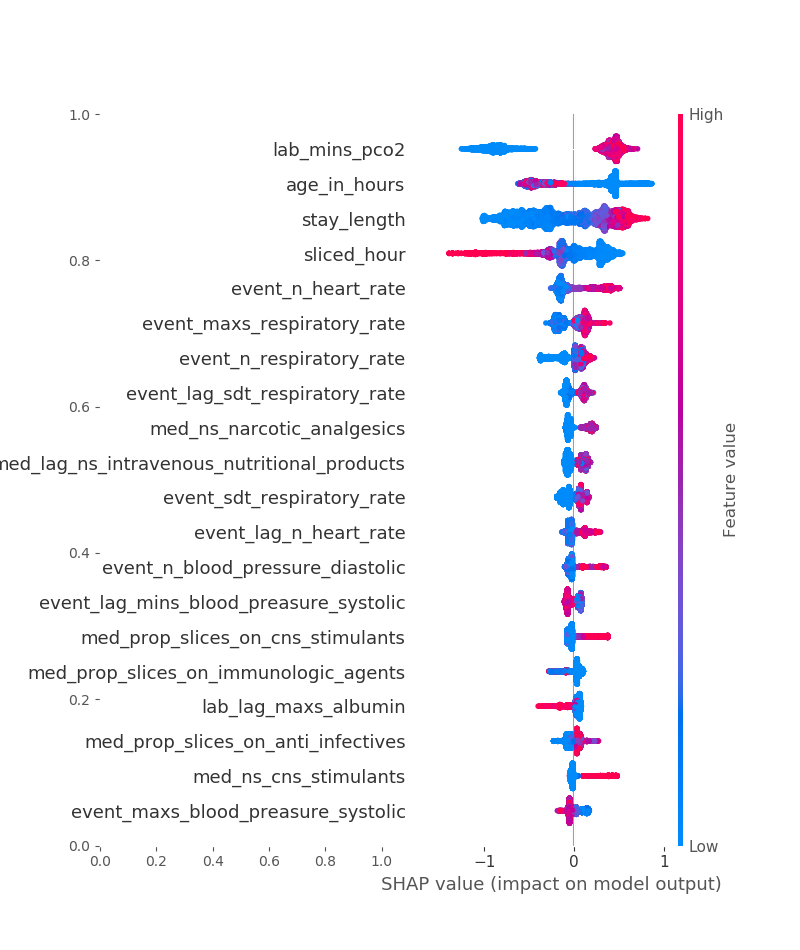 1.0
High
lab_mins_pco2
age_in_hours
stay_length
sliced_hour
0.8
event_n_heart_rate
event_maxs_respiratory_rate
event_n_respiratory_rate
event_lag_sdt_respiratory_rate
0.6
med_ns_narcotic_analgesics
med_lag_ns_intravenous_nutritional_products
event_sdt_respiratory_rate
event_lag_n_heart_rate
0.4
event_n_blood_pressure_diastolic
event_lag_mins_blood_preasure_systolic
med_prop_slices_on_cns_stimulants
med_prop_slices_on_immunologic_agents
0.2
lab_lag_maxs_albumin
med_prop_slices_on_anti_infectives
med_ns_cns_stimulants
event_maxs_blood_preasure_systolic
0.0
Low
0.0 0.2 0.4 0.6 0.8 1.0
−1 0 1
SHAP value (impact on model output)
Feature value